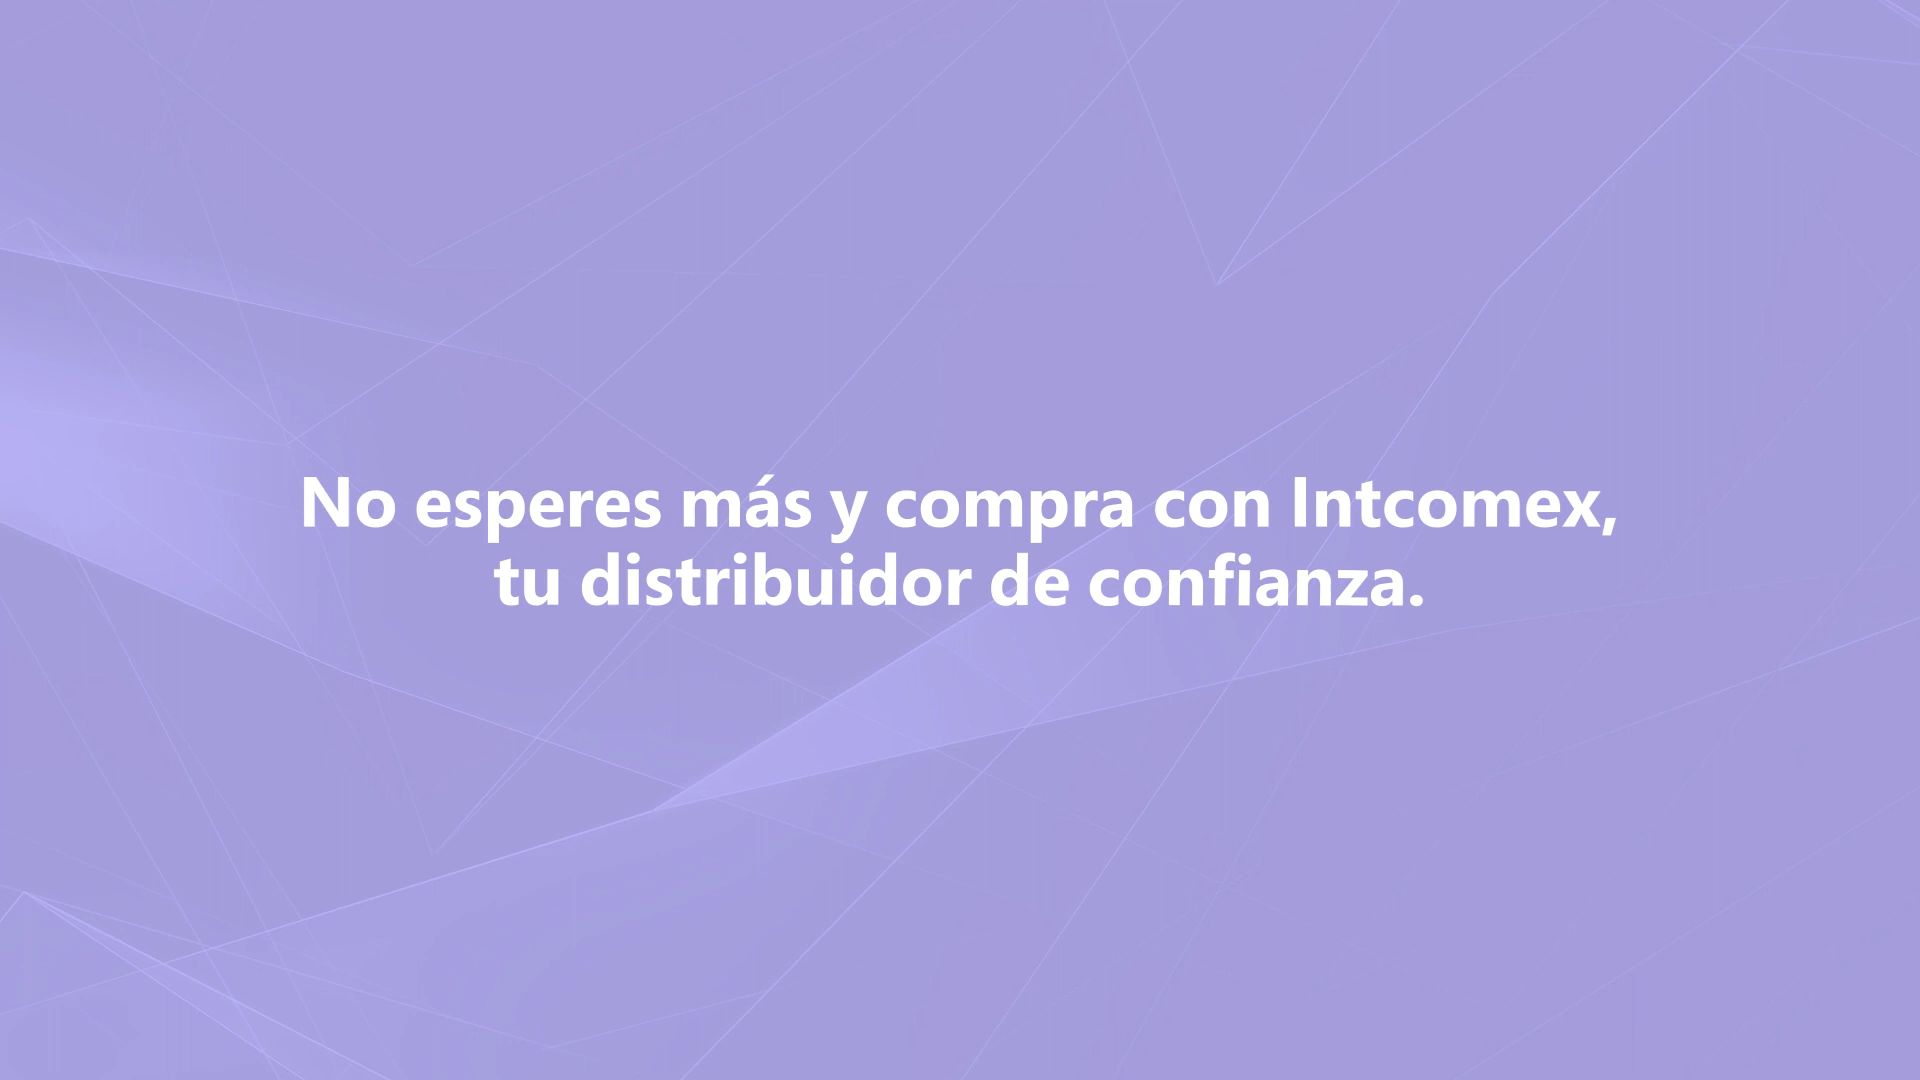 No esperes más y compra con Intcomex,
tu distribuidor de confianza.